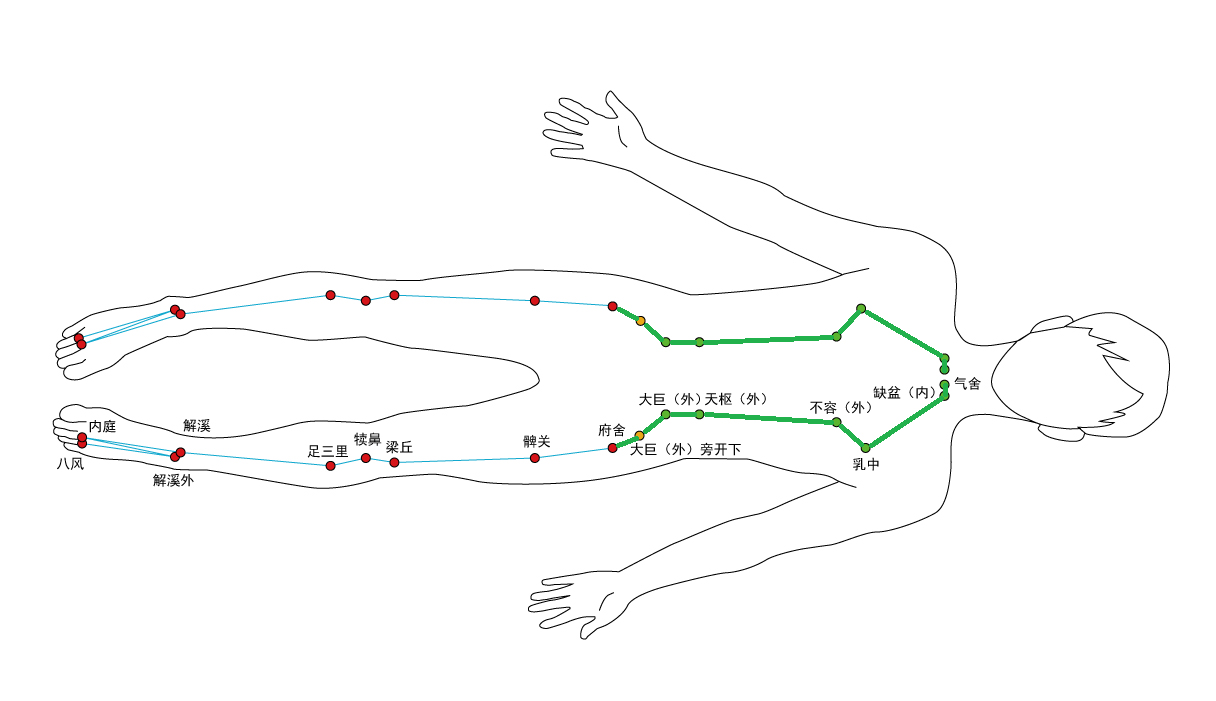 气舍
缺盆（内）
大巨（外）
天枢（外）
不容（外）
内庭
解溪
府舍
犊鼻
髀关
梁丘
足三里
大巨（外）旁开下
八风
乳中
解溪外